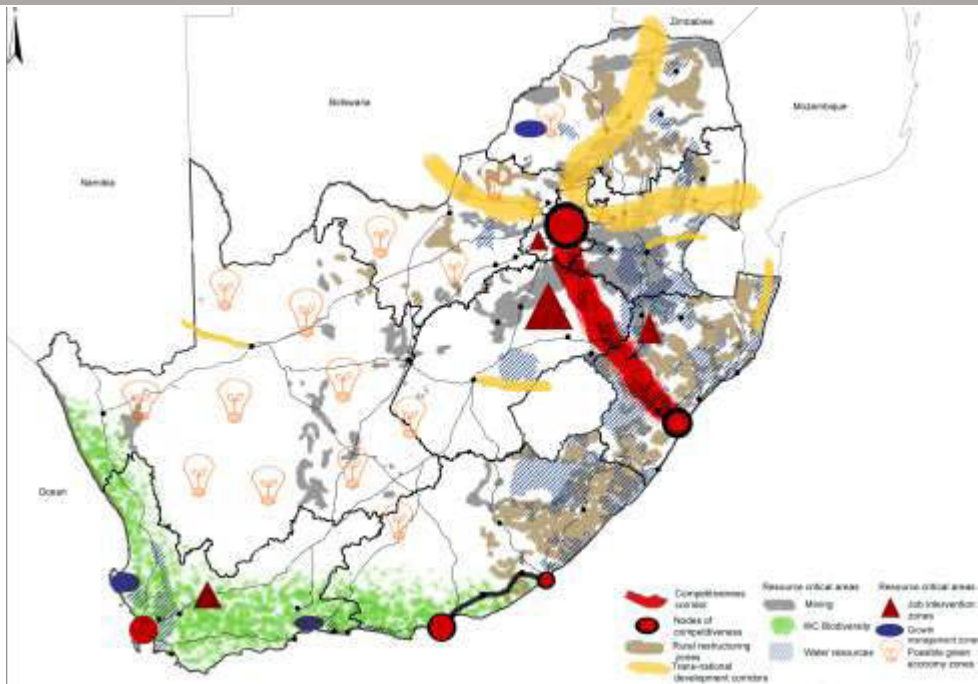 Zimbabwe
Botswana
Mozambique
Namibia
Ocean
Competitiveness
corridor
Nodes of
competitiveness
Rural restructuring
zones
Trans-national
development corridors
Resource critical areas
Mining
Biodiversity
Water resources
Resource critical areas
Job intervention
zones
Growth
management zones
Possible green
economy zones